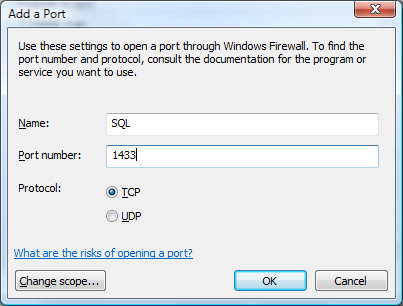 Add a Port
Use these settings to open a port through Windows Firewall. To find the
port number and protocol, consult the documentation for the program or
service you want to use.
Name: SQL
Port number: 1433
Protocol: TCP
UDP
What are the risks of opening a port?
Change scope... OK Cancel